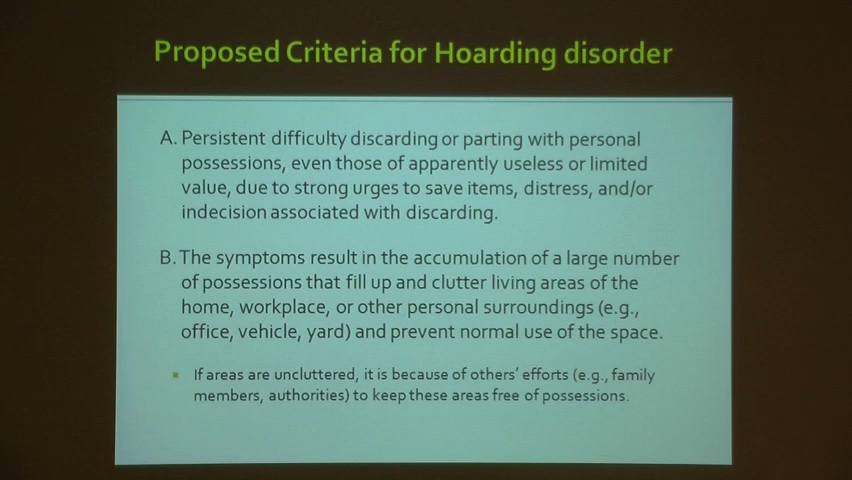 Proposed Criteria for Hoarding disorder
A. Persistent difficulty discarding or parting with personal
possessions, even those of apparently useless or limited
value, due to strong urges to save items, distress, and/or
indecision associated with discarding.
B. The symptoms result in the accumulation of a large number
of possessions that fill up and clutter living areas of the
home, workplace, or other personal surroundings (e.g.,
office, vehicle, yard) and prevent normal use of the space.
▪ If areas are uncluttered, it is because of others' efforts (e.g., family
members, authorities) to keep these areas free of possessions.